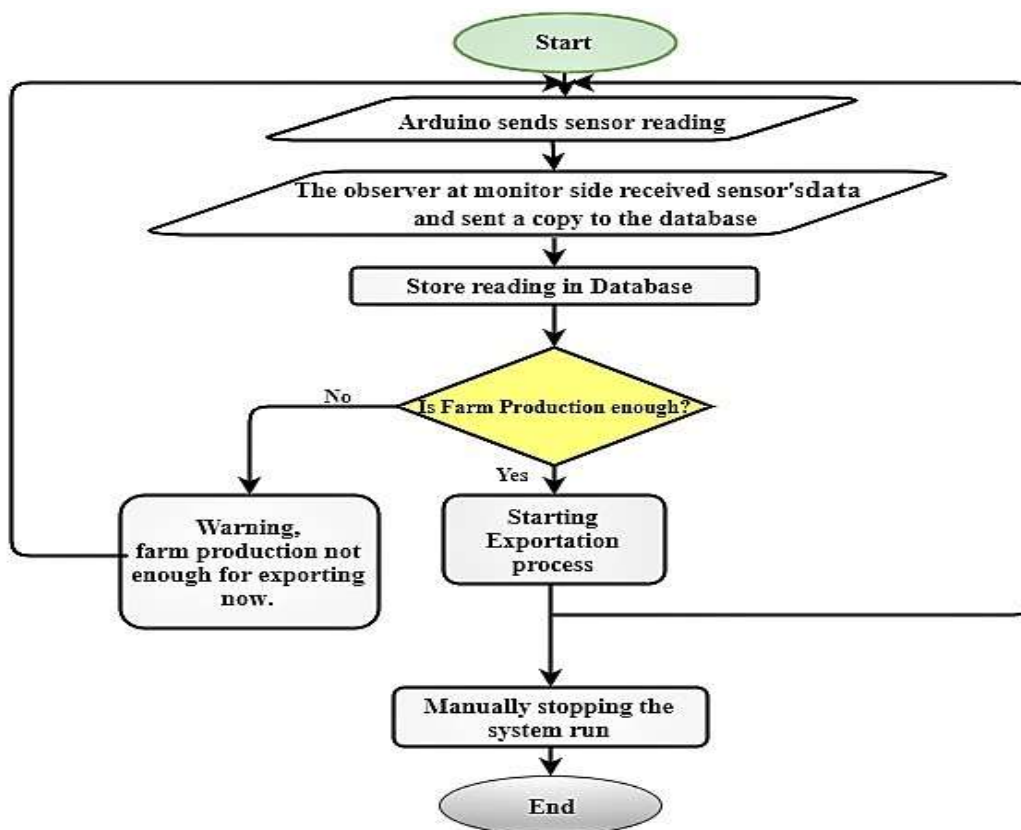 Start
Arduino sends sensor reading
The observer at monitor side received sensor'sdata
and sent a copy to the database
Store reading in Database
Is Farm Production enough?
No
Yes
Warning,
farm production not
enough for exporting
now.
Starting
Exportation
process
Manually stopping the
system run
End